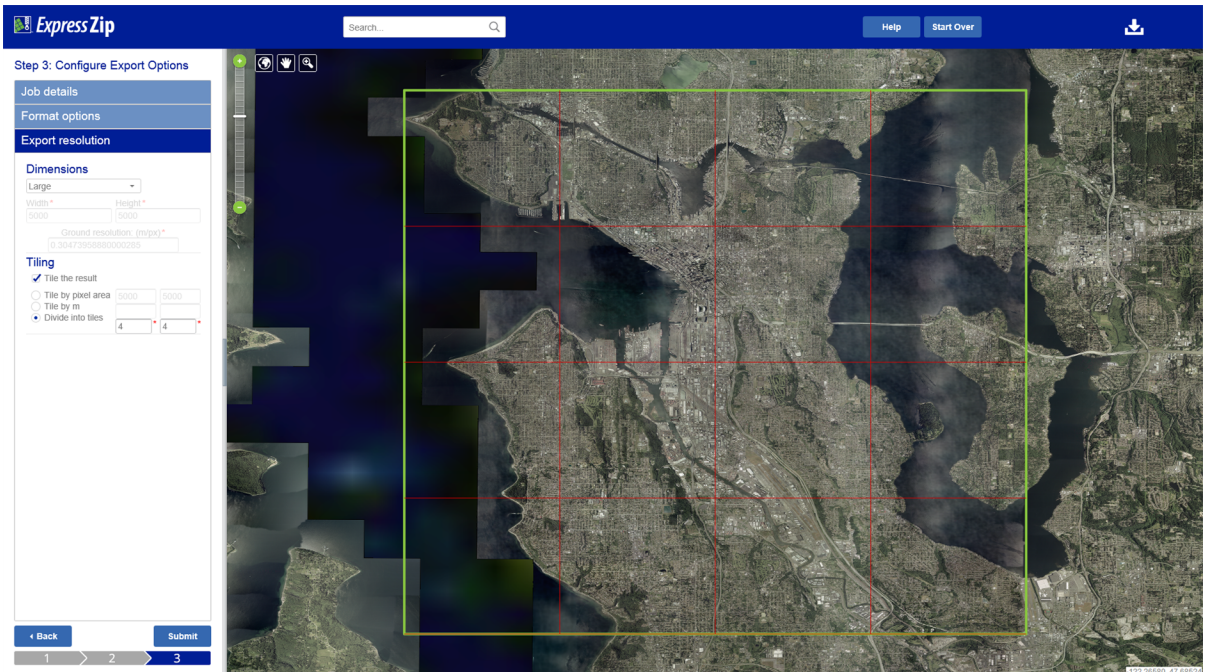 Express Zip
Search...
Help
Start Over
Step 3: Configure Export Options
Job details
Format options
Export resolution
Dimensions
Large
Width * Height *
5000 5000
Ground resolution: (m/px) *
Tiling
Tile the result
Tile by pixel area 5000 5000
Tile by m
Divide into tiles
4 * 4 *
Back Submit
1 2 3